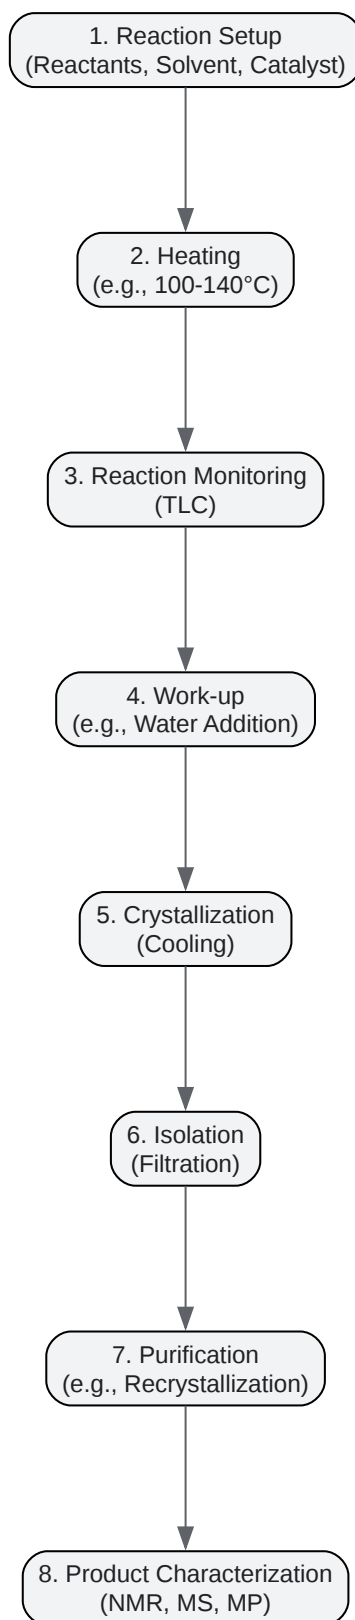 1. Reaction Setup
(Reactants, Solvent, Catalyst)
2. Heating
(e.g., 100-140°C)
3. Reaction Monitoring
(TLC)
4. Work-up
(e.g., Water Addition)
5. Crystallization
(Cooling)
6. Isolation
(Filtration)
7. Purification
(e.g., Recrystallization)
8. Product Characterization
(NMR, MS, MP)